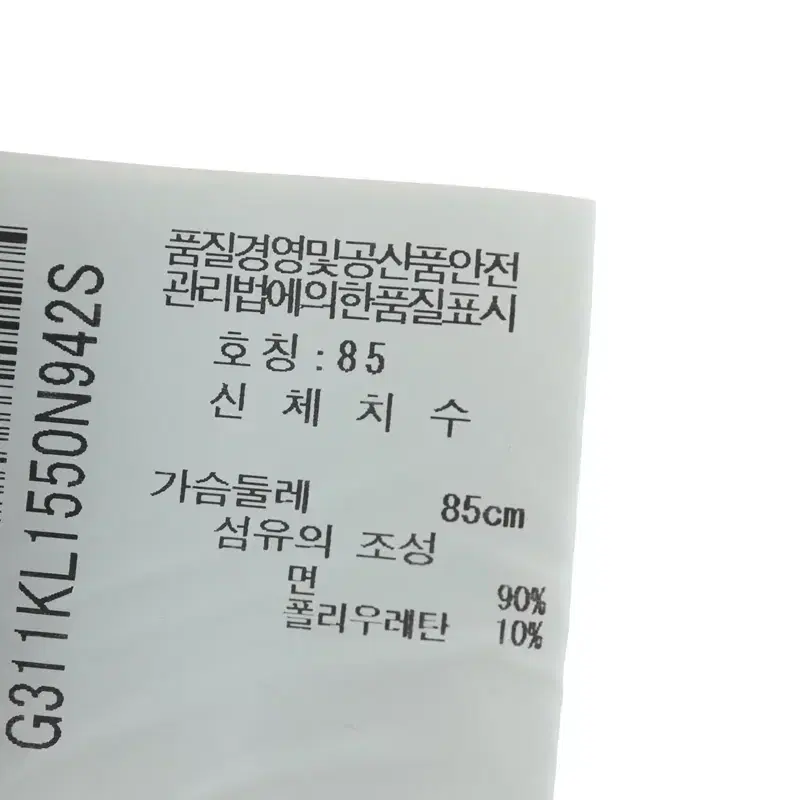 품질경영및공산품안전
관리법에의한품질표시
호칭:85
신체치수
가슴둘레 85cm
섬유의 조성
면 90%
폴리우레탄 10%
G311KL1550N942S